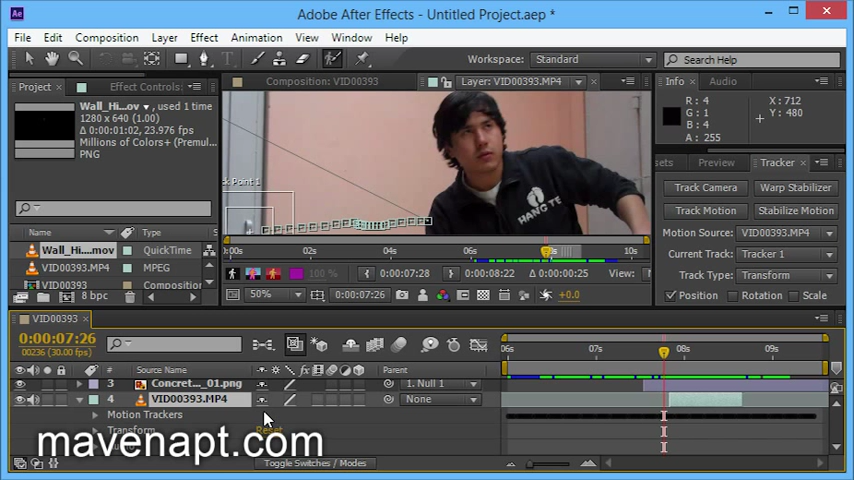 Adobe After Effects - Untitled Project.aep *
File Edit Composition Layer Effect Animation View Window Help
Workspace: Standard
Search Help
Project Effect Controls:
Composition: VID00393
Layer: VID00393.MP4
Info Audio
Wall_Hi...ov ▾, used 1 time
1280 x 640 (1.00)
Δ 0:00:01:02, 23.976 fps
Millions of Colors+ (Premul...
PNG
R: 4 X: 712
G: 1 Y: 480
B: 4
A: 255
ck Point 1
HANG TE
sets Preview Tracker
Track Camera Warp Stabilizer
Track Motion Stabilize Motion
Motion Source: VID00393.MP4
Current Track: Tracker 1
Track Type: Transform
Position Rotation Scale
Name Type
Wall_Hi....mov QuickTime
VID00393.MP4 MPEG
VID00393 Composition
8 bpc
02s 04s 06s 08s 10s
100 % 0:00:07:28 0:00:08:22 Δ 0:00:00:25 View:
50% 0:00:07:26 +0.0
VID00393
0:00:07:26
00236 (30.00 fps)
06s 07s 08s 09s
# Source Name Parent
3 Concret..._01.png 1. Null 1
4 VID00393.MP4 None
Motion Trackers
Transform Reset
mavenapt.com
Toggle Switches / Modes